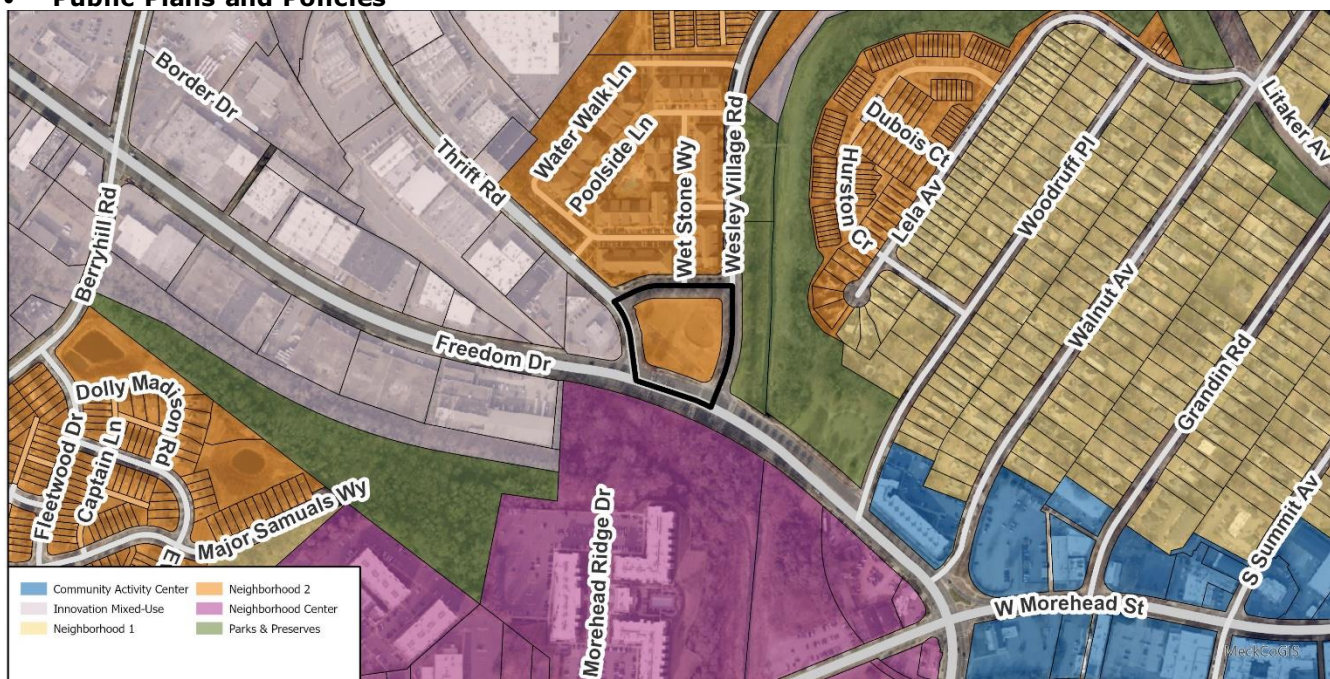 • Public Plans and Policies
Border Dr
Berryhill Rd
Thrift Rd
Water Walk Ln
Poolside Ln
Wet Stone Wy
Wesley Village Rd
Dubois Ct
Hurston Cr
Lela Av
Woodruff Pl
Walnut Av
Litaker Av
Grandin Rd
Freedom Dr
Dolly Madison Rd
Fleetwood Dr
Captain Ln
Major Samuals Wy
E
Morehead Ridge Dr
W Morehead St
S Summit Av
Community Activity Center
Innovation Mixed-Use
Neighborhood 1
Neighborhood 2
Neighborhood Center
Parks & Preserves
MeckCoGIS